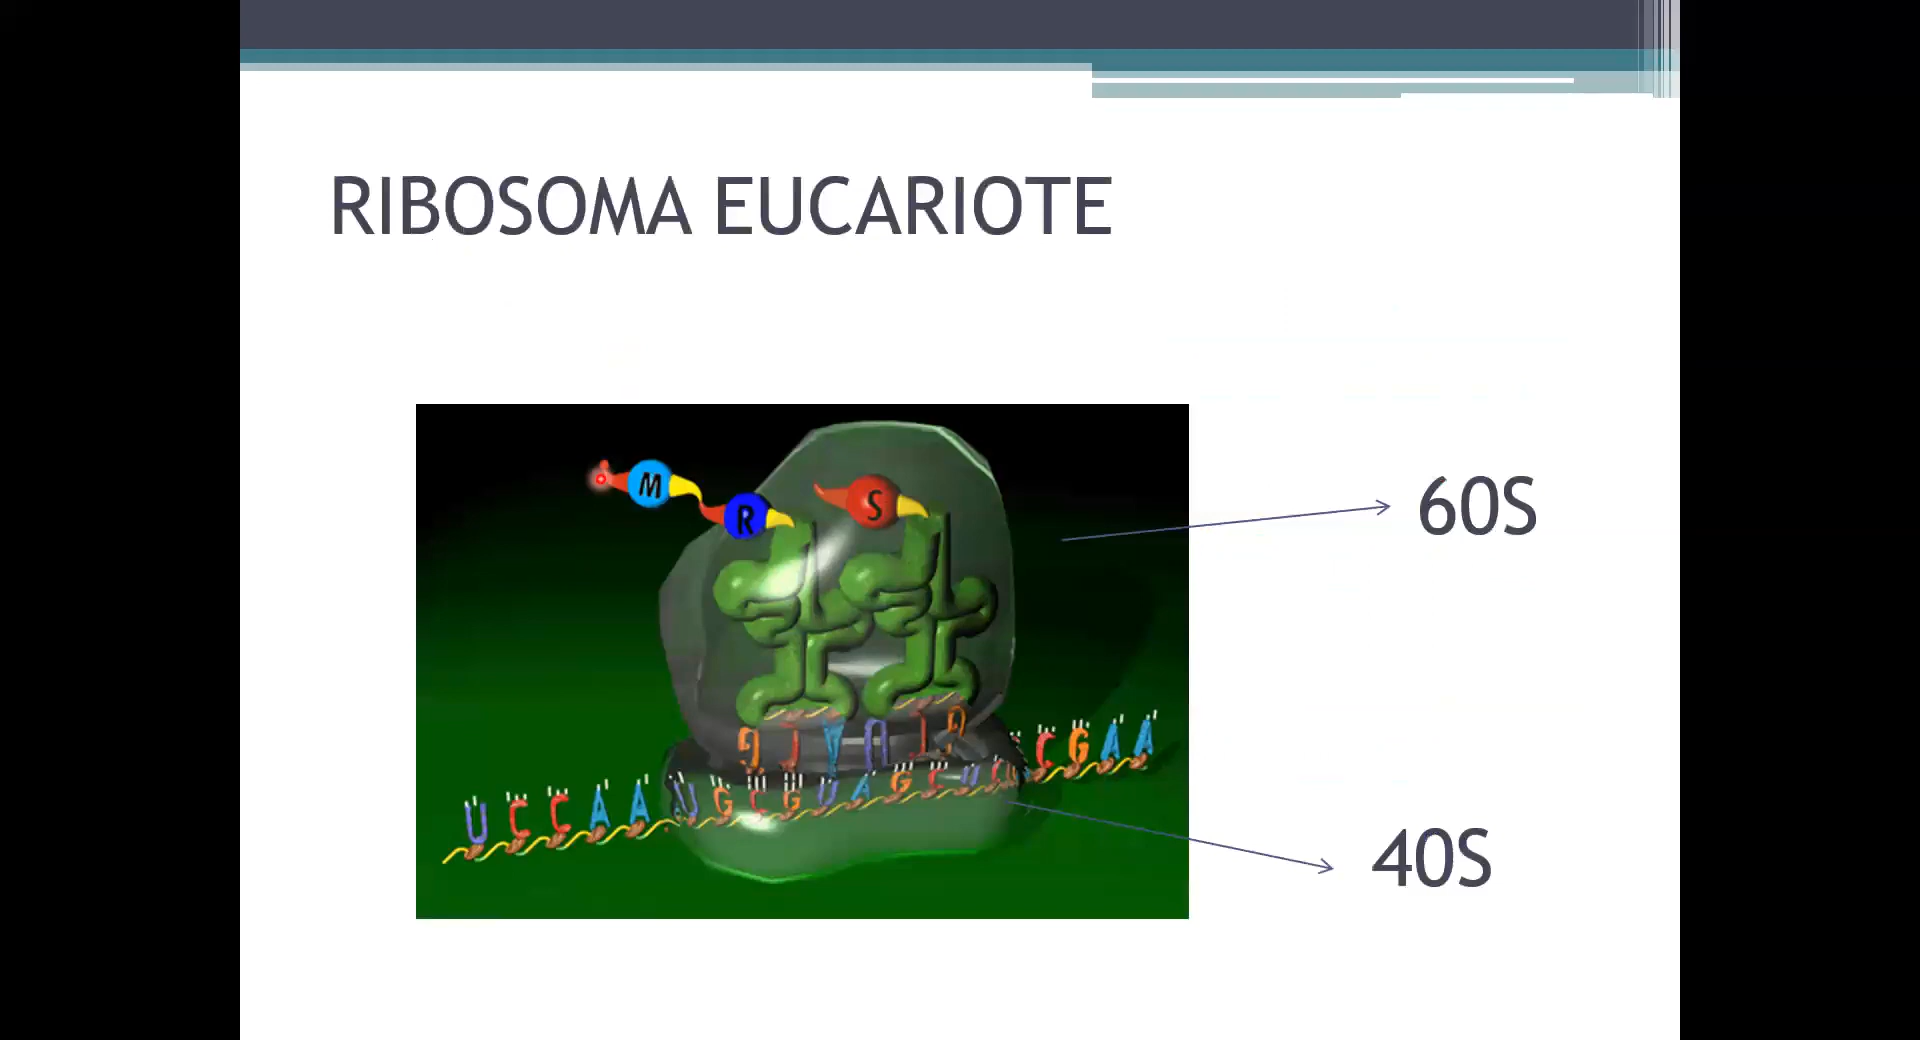 RIBOSOMA EUCARIOTE
M
R
S
60S
G C A U C G
U C C A A U G C G U A G C U C
C G A A
40S